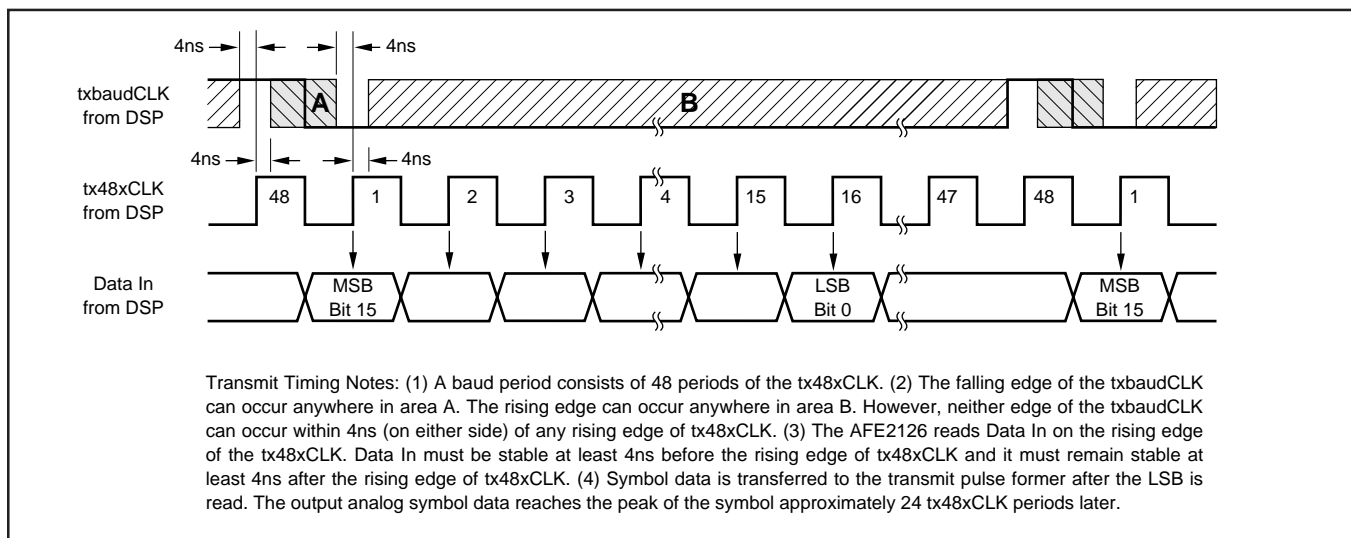 4ns
4ns
txbaudCLK
from DSP
A
B
4ns
4ns
tx48xCLK
from DSP
48
1
2
3
4
15
16
47
48
1
Data In
from DSP
MSB
Bit 15
LSB
Bit 0
MSB
Bit 15
Transmit Timing Notes: (1) A baud period consists of 48 periods of the tx48xCLK. (2) The falling edge of the txbaudCLK
can occur anywhere in area A. The rising edge can occur anywhere in area B. However, neither edge of the txbaudCLK
can occur within 4ns (on either side) of any rising edge of tx48xCLK. (3) The AFE2126 reads Data In on the rising edge
of the tx48xCLK. Data In must be stable at least 4ns before the rising edge of tx48xCLK and it must remain stable at
least 4ns after the rising edge of tx48xCLK. (4) Symbol data is transferred to the transmit pulse former after the LSB is
read. The output analog symbol data reaches the peak of the symbol approximately 24 tx48xCLK periods later.